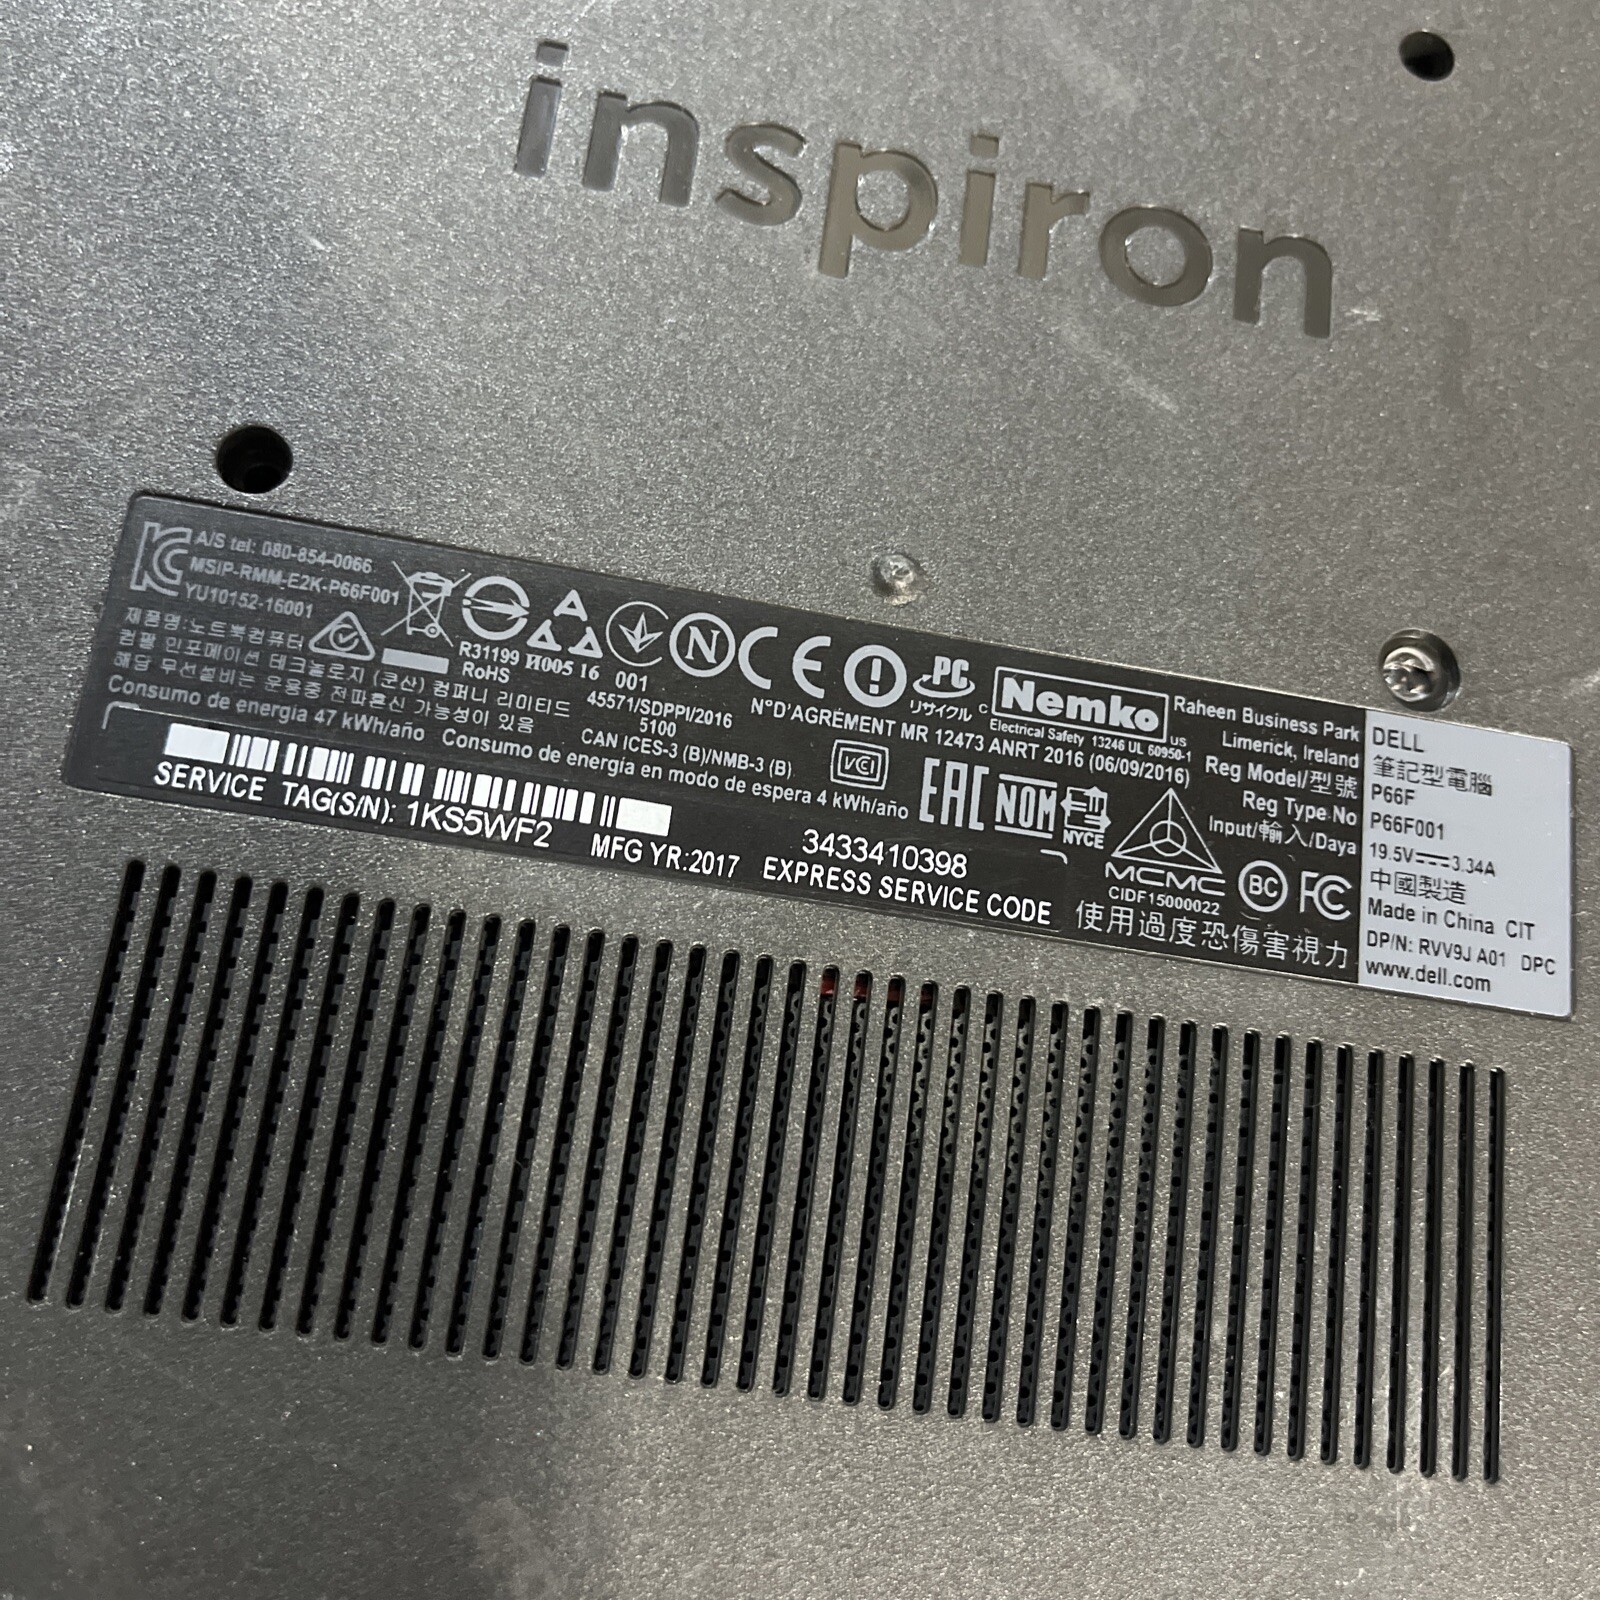 inspiron
A/S tel: 080-854-0066
MSIP-RMM-E2K-P66F001
YU10152-16001
제품명:노트북컴퓨터
컴팔 인포메이션 테크놀로지 (쿤산) 컴퍼니 리미티드
해당 무선설비는 운용중 전파혼신 가능성이 있음
Consumo de energía 47 kWh/año Consumo de energía en modo de espera 4 kWh/año
R31199
RoHS
И005 16
001
45571/SDPPI/2016
5100
CAN ICES-3 (B)/NMB-3 (B)
N
CE
PC
リサイクル
N°D'AGRÉMENT MR 12473 ANRT 2016 (06/09/2016)
VCI
C Nemko US
Electrical Safety 13246 UL 60950-1
EAC NOM
NYCE
MCMC
CIDF15000022
BC FC
使用過度恐傷害視力
SERVICE TAG(S/N): 1KS5WF2 MFG YR:2017
3433410398
EXPRESS SERVICE CODE
Raheen Business Park
Limerick, Ireland
Reg Model/型號
Reg Type No
Input/輸入/Daya
DELL
筆記型電腦
P66F
P66F001
19.5V⎓3.34A
中國製造
Made in China CIT
DP/N: RVV9J A01 DPC
www.dell.com